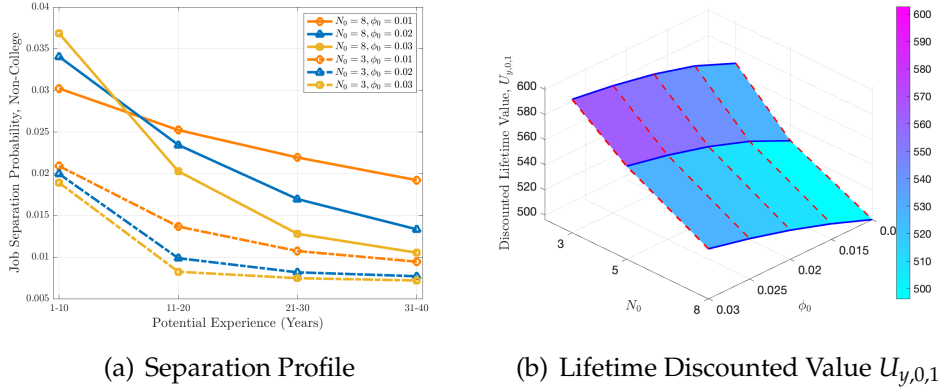 0.04
0.035
0.03
0.025
0.02
0.015
0.01
0.005
Job Separation Probability, Non-College
1-10
11-20
21-30
31-40
Potential Experience (Years)
N₀ = 8, ϕ₀ = 0.01
N₀ = 8, ϕ₀ = 0.02
N₀ = 8, ϕ₀ = 0.03
N₀ = 3, ϕ₀ = 0.01
N₀ = 3, ϕ₀ = 0.02
N₀ = 3, ϕ₀ = 0.03
(a) Separation Profile
Discounted Lifetime Value, U_{y,0,1}
600
580
560
540
520
500
3
5
8
N₀
0.03
0.025
0.02
0.015
0.0
ϕ₀
600
590
580
570
560
550
540
530
520
510
500
(b) Lifetime Discounted Value U_{y,0,1}